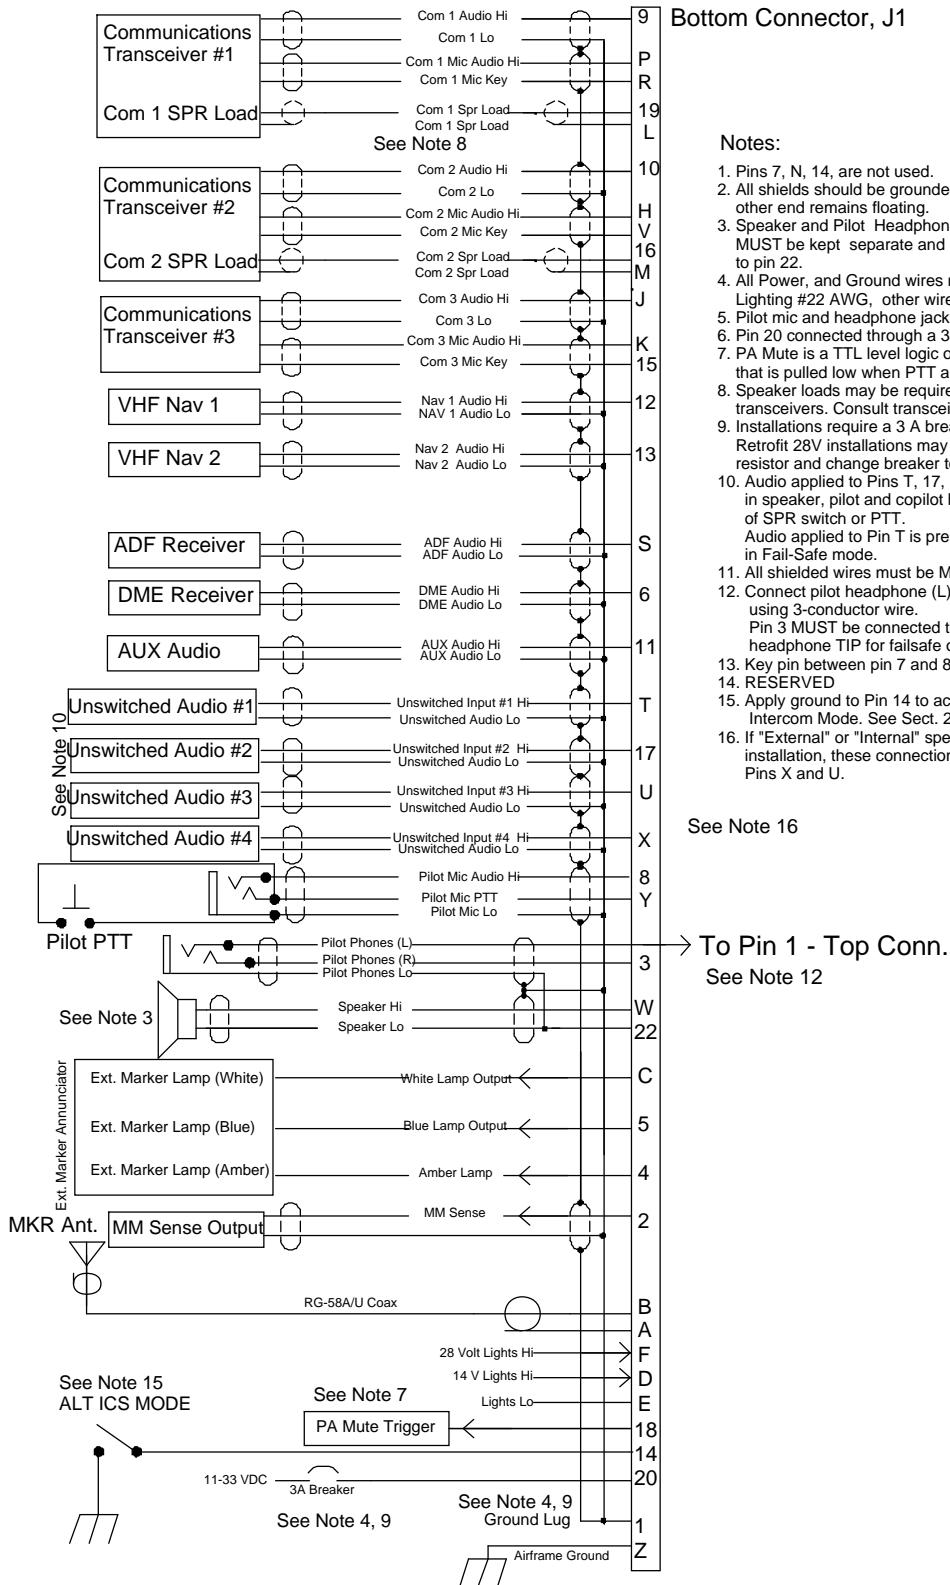 Bottom Connector, J1
Communications
Transceiver #1
Com 1 SPR Load
Com 1 Audio Hi
9
Com 1 Lo
Com 1 Mic Audio Hi
P
Com 1 Mic Key
R
Com 1 Spr Load
19
Com 1 Spr Load
L
See Note 8
Communications
Transceiver #2
Com 2 SPR Load
Com 2 Audio Hi
10
Com 2 Lo
Com 2 Mic Audio Hi
H
Com 2 Mic Key
V
Com 2 Spr Load
16
Com 2 Spr Load
M
Communications
Transceiver #3
Com 3 Audio Hi
J
Com 3 Lo
Com 3 Mic Audio Hi
K
Com 3 Mic Key
15
VHF Nav 1
Nav 1 Audio Hi
12
NAV 1 Audio Lo
VHF Nav 2
Nav 2 Audio Hi
13
Nav 2 Audio Lo
ADF Receiver
ADF Audio Hi
S
ADF Audio Lo
DME Receiver
DME Audio Hi
6
DME Audio Lo
AUX Audio
AUX Audio Hi
11
AUX Audio Lo
See Note 10
Unswitched Audio #1
Unswitched Input #1 Hi
T
Unswitched Audio Lo
Unswitched Audio #2
Unswitched Input #2 Hi
17
Unswitched Audio Lo
Unswitched Audio #3
Unswitched Input #3 Hi
U
Unswitched Audio Lo
Unswitched Audio #4
Unswitched Input #4 Hi
X
Unswitched Audio Lo
Pilot Mic Audio Hi
8
Pilot Mic PTT
Y
Pilot Mic Lo
Pilot PTT
Pilot Phones (L)
To Pin 1 - Top Conn.
See Note 12
Pilot Phones (R)
3
Pilot Phones Lo
See Note 3
Speaker Hi
W
Speaker Lo
22
Ext. Marker Annunciator
Ext. Marker Lamp (White)
White Lamp Output
C
Ext. Marker Lamp (Blue)
Blue Lamp Output
5
Ext. Marker Lamp (Amber)
Amber Lamp
4
MKR Ant.
MM Sense Output
MM Sense
2
RG-58A/U Coax
B
A
28 Volt Lights Hi
F
14 V Lights Hi
D
Lights Lo
E
See Note 15
ALT ICS MODE
See Note 7
PA Mute Trigger
18
14
11-33 VDC
3A Breaker
20
See Note 4, 9
See Note 4, 9
Ground Lug
1
Airframe Ground
Z
Notes:
1. Pins 7, N, 14, are not used.
2. All shields should be grounde
other end remains floating.
3. Speaker and Pilot Headphon
MUST be kept separate and
to pin 22.
4. All Power, and Ground wires
Lighting #22 AWG, other wire
5. Pilot mic and headphone jack
6. Pin 20 connected through a 3
7. PA Mute is a TTL level logic o
that is pulled low when PTT a
8. Speaker loads may be require
transceivers. Consult transcei
9. Installations require a 3 A brea
Retrofit 28V installations may
resistor and change breaker t
10. Audio applied to Pins T, 17,
in speaker, pilot and copilot
of SPR switch or PTT.
Audio applied to Pin T is pre
in Fail-Safe mode.
11. All shielded wires must be M
12. Connect pilot headphone (L)
using 3-conductor wire.
Pin 3 MUST be connected t
headphone TIP for failsafe
13. Key pin between pin 7 and 8
14. RESERVED
15. Apply ground to Pin 14 to ac
Intercom Mode. See Sect. 2
16. If "External" or "Internal" spe
installation, these connection
Pins X and U.
See Note 16